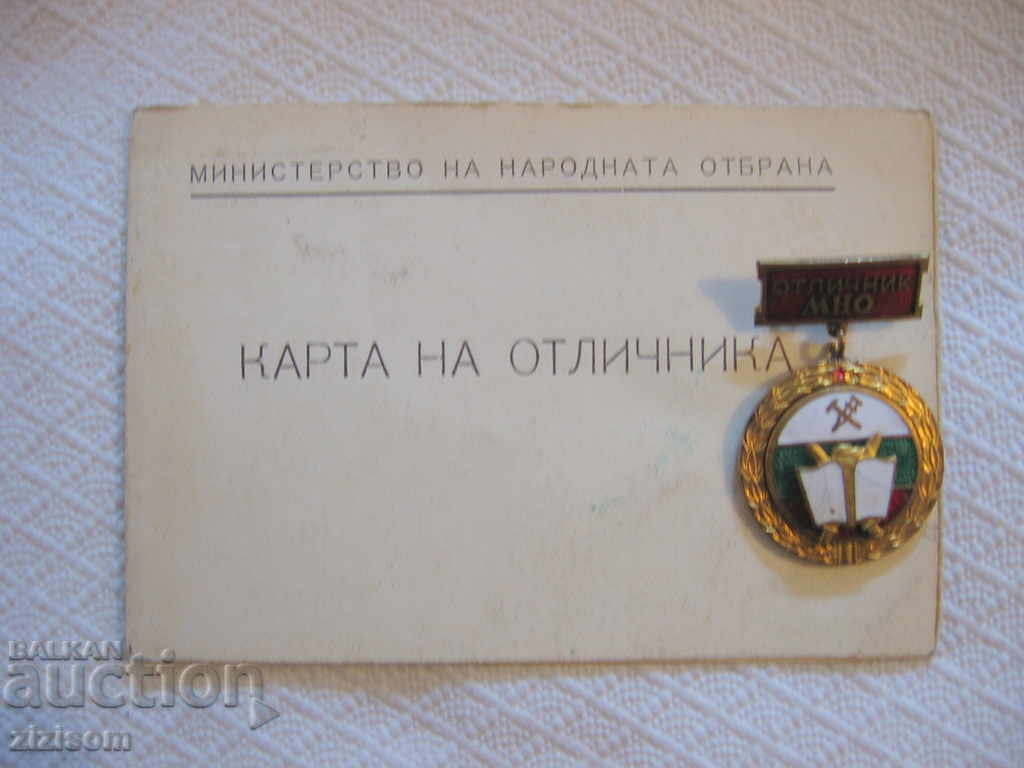 МИНИСТЕРСТВО НА НАРОДНАТА ОТБРАНА
КАРТА НА ОТЛИЧНИКА
ОТЛИЧНИК
МНО
BALKAN
auction
zizisom